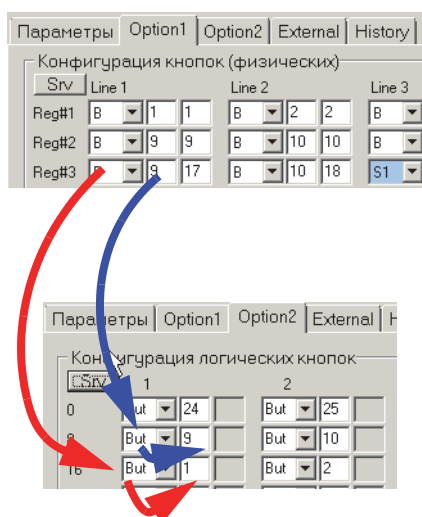 Параметры Option1 Option2 External History
Конфигурация кнопок (физических)
Srv Line 1 Line 2 Line 3
Reg#1 B 1 1 B 2 2 B
Reg#2 B 9 9 B 10 10 B
Reg#3 9 17 B 10 18 S1
Параметры Option1 Option2 External
Конфигурация логических кнопок
Srv 1 2
0 But 24 But 25
8 But 9 But 10
16 But 1 But 2